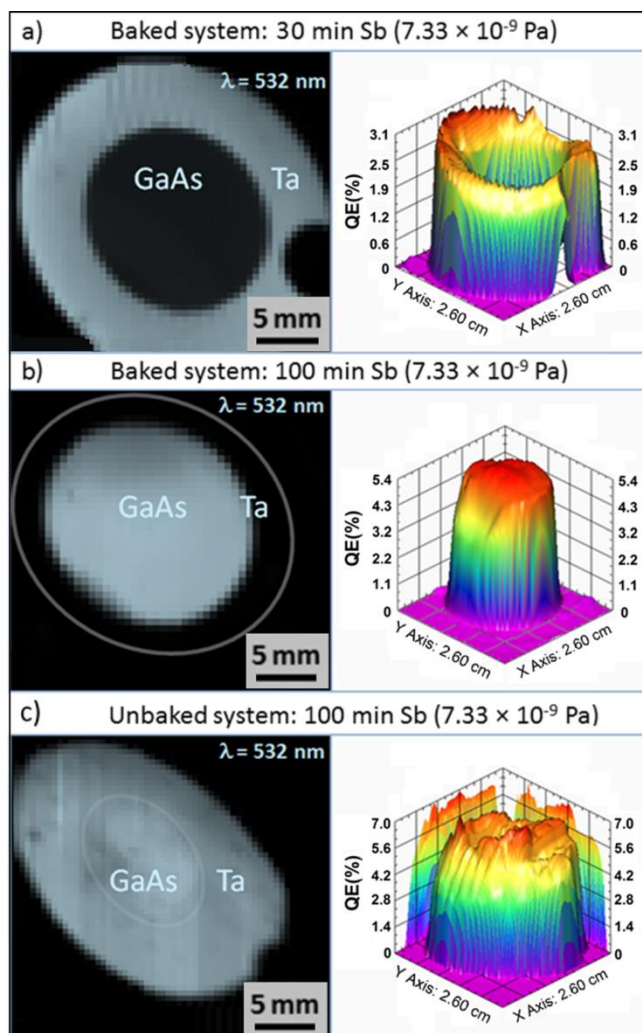 a) Baked system: 30 min Sb (7.33 × 10⁻⁹ Pa)
λ = 532 nm
GaAs Ta
5 mm
QE(%)
3.1
2.5
1.9
1.2
0.6
0
3.1
2.5
1.9
1.2
0.6
0
Y Axis: 2.60 cm
X Axis: 2.60 cm
b) Baked system: 100 min Sb (7.33 × 10⁻⁹ Pa)
λ = 532 nm
GaAs Ta
5 mm
QE(%)
5.4
4.3
3.2
2.2
1.1
0
5.4
4.3
3.2
2.2
1.1
0
Y Axis: 2.60 cm
X Axis: 2.60 cm
c) Unbaked system: 100 min Sb (7.33 × 10⁻⁹ Pa)
λ = 532 nm
GaAs Ta
5 mm
QE(%)
7.0
5.6
4.2
2.8
1.4
0
7.0
5.6
4.2
2.8
1.4
0
Y Axis: 2.60 cm
X Axis: 2.60 cm